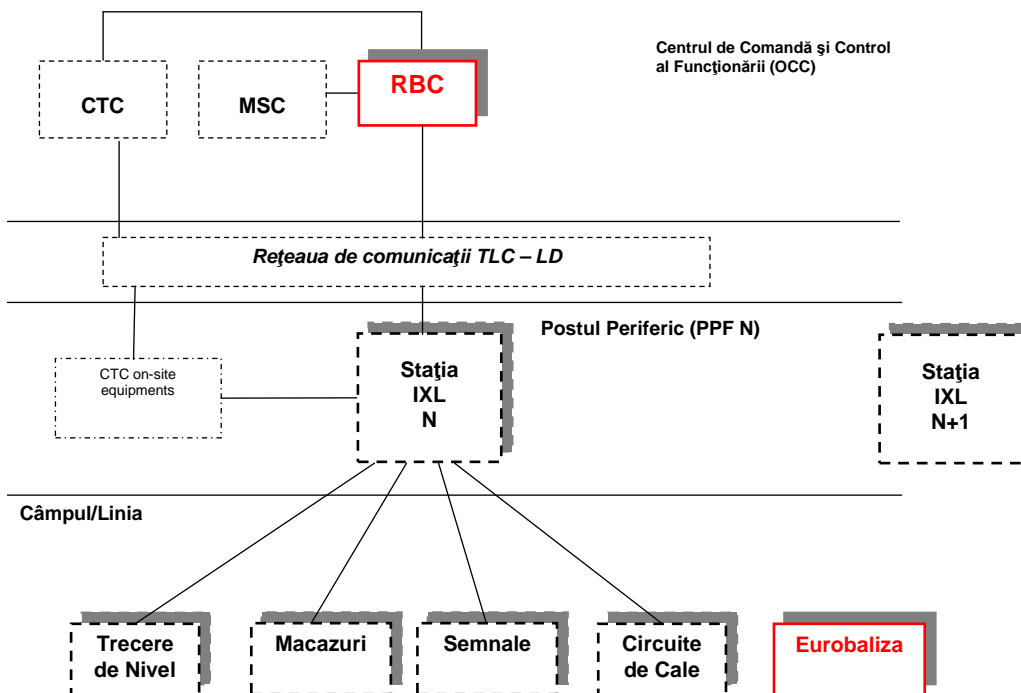 Centrul de Comandă şi Control
al Funcţionării (OCC)
CTC
MSC
RBC
Reţeaua de comunicaţii TLC – LD
Postul Periferic (PPF N)
CTC on-site
equipments
Staţia
IXL
N
Staţia
IXL
N+1
Câmpul/Linia
Trecere
de Nivel
Macazuri
Semnale
Circuite
de Cale
Eurobaliza